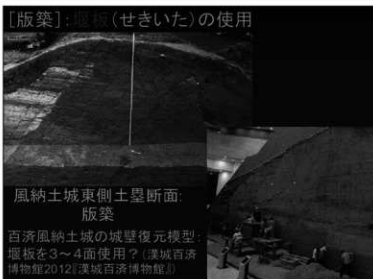 [版築]:堰板(せきいた)の使用
風納土城東側土塁断面:
版築
百済風納土城の城壁復元模型:
堰板を3~4面使用?(漢城百済
博物館2012『漢城百済博物館』)